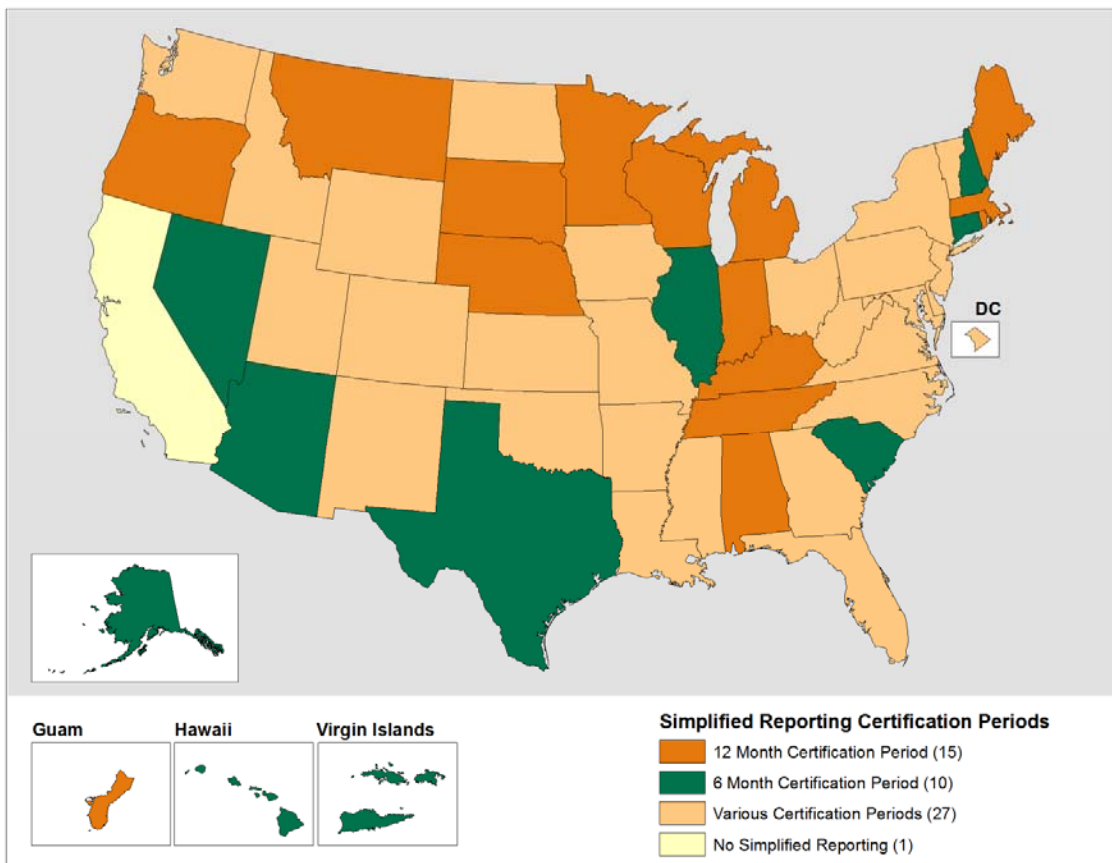 DC
Guam
Hawaii
Virgin Islands
Simplified Reporting Certification Periods
12 Month Certification Period (15)
6 Month Certification Period (10)
Various Certification Periods (27)
No Simplified Reporting (1)